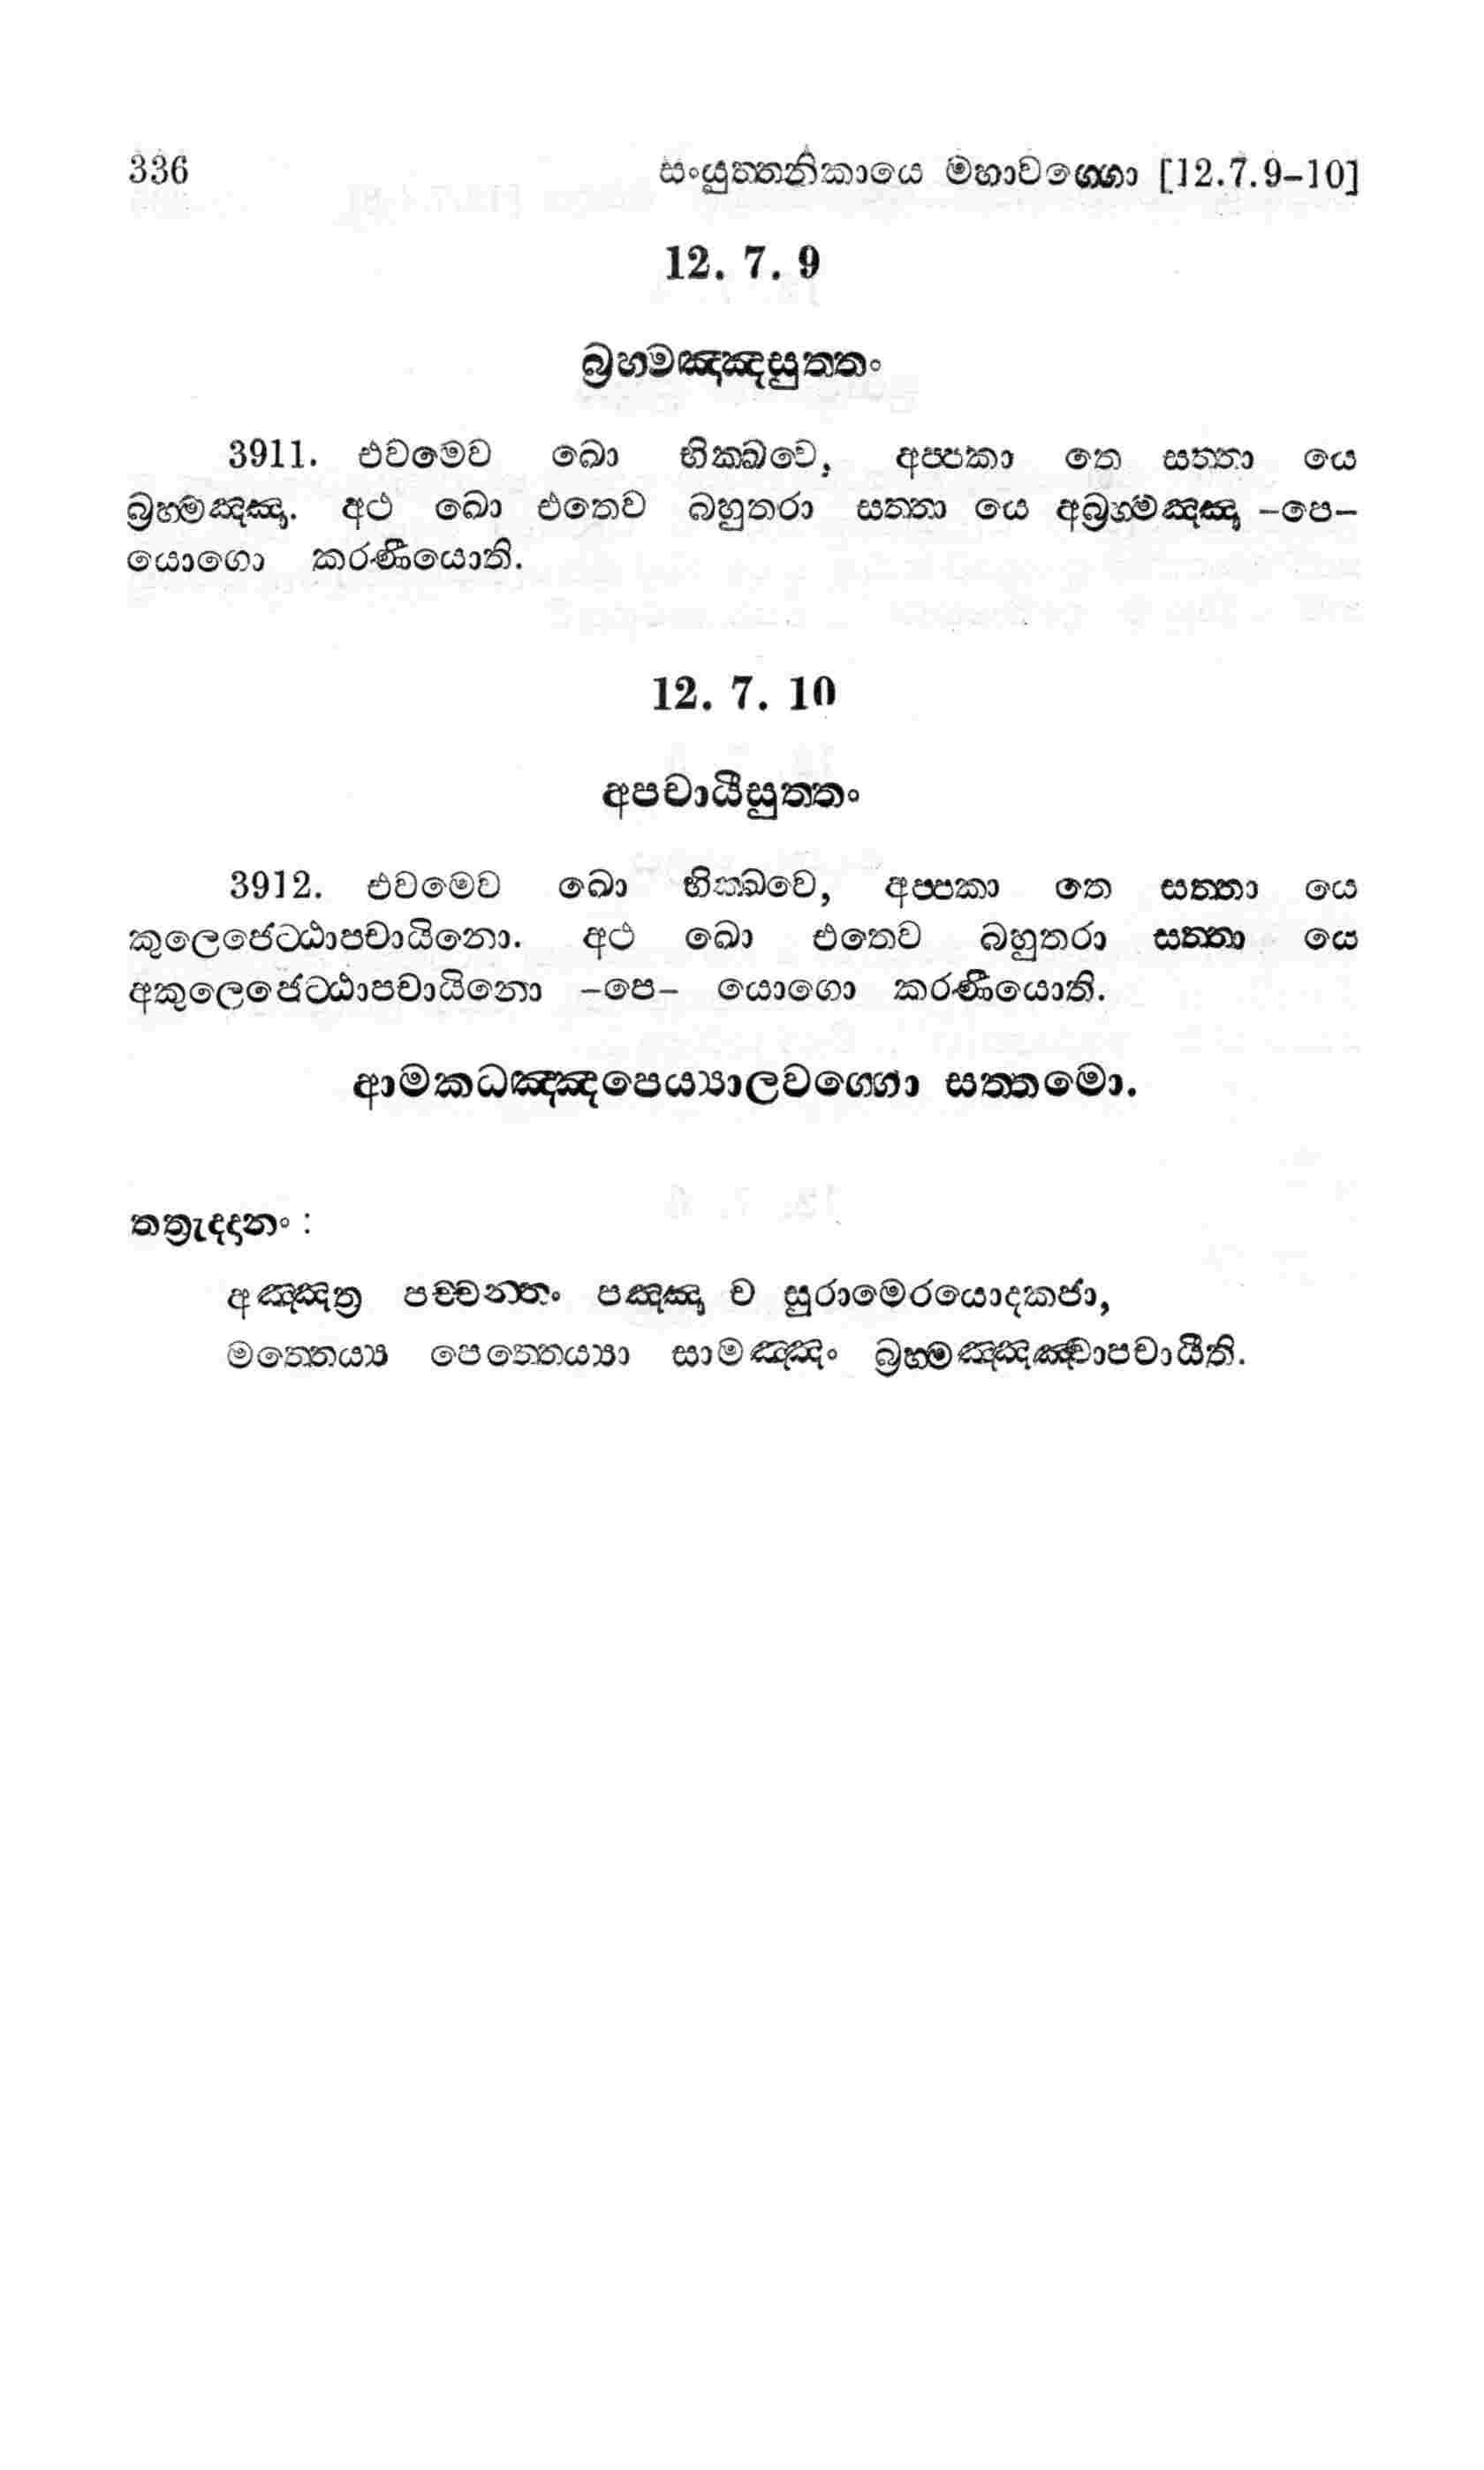 336 සංයුත්තනිකායෙ මහාවග්ගො [12.7.9-10]
12. 7. 9
බ්‍රහ්මඤ්ඤසුත්තං
3911. එවමෙව ඛො භික්ඛවෙ, අප්පකා තෙ සත්තා යෙ
බ්‍රහ්මඤ්ඤා. අථ ඛො එතෙව බහුතරා සත්තා යෙ අබ්‍රහ්මඤ්ඤා –පෙ–
යොගො කරණීයොති.
12. 7. 10
අපචායීසුත්තං
3912. එවමෙව ඛො භික්ඛවෙ, අප්පකා තෙ සත්තා යෙ
කුලෙජෙට්ඨාපචායිනො. අථ ඛො එතෙව බහුතරා සත්තා යෙ
අකුලෙජෙට්ඨාපචායිනො –පෙ– යොගො කරණීයොති.
ආමකධඤ්ඤපෙය්‍යාලවග්ගො සත්තමො.
තත්‍රැද්දානං :
අඤ්ඤත්‍ර පච්චන්තං පඤ්ඤා ච සුරාමෙරයොදකජා,
මත්තෙය්‍ය පෙත්තෙය්‍යා සාමඤ්ඤං බ්‍රහ්මඤ්ඤඤ්චාපචායීති.